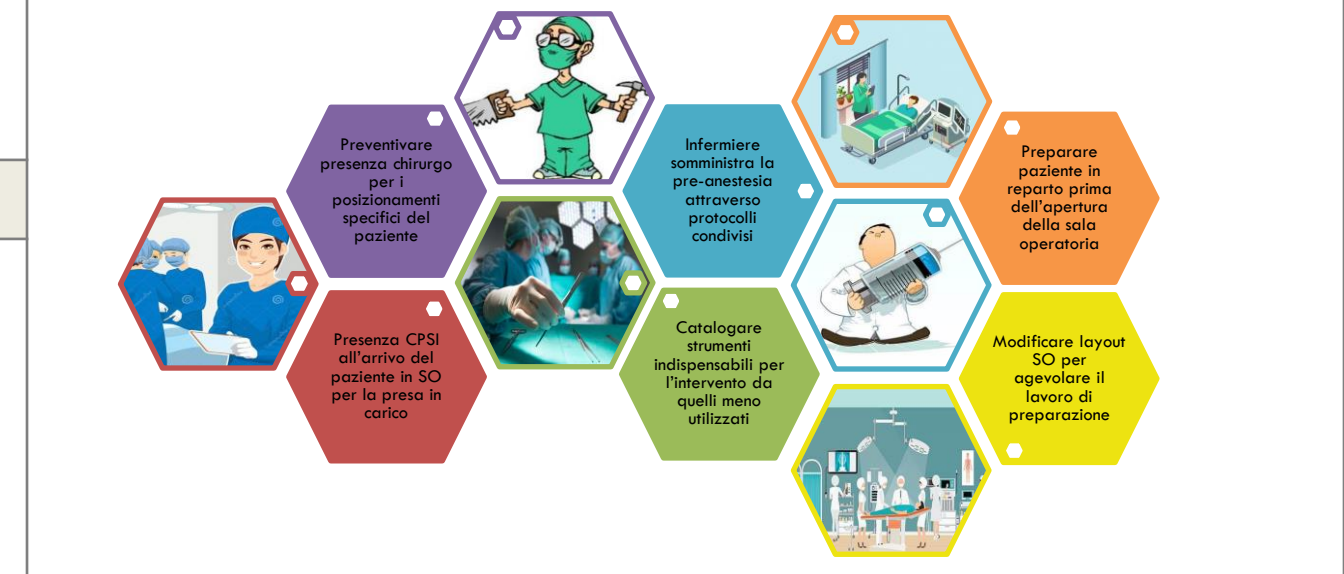 Preventivare
presenza chirurgo
per i
posizionamenti
specifici del
paziente
Infermiere
somministra la
pre-anestesia
attraverso
protocolli
condivisi
Preparare
paziente in
reparto prima
dell'apertura
della sala
operatoria
Presenza CPSI
all'arrivo del
paziente in SO
per la presa in
carico
Catalogare
strumenti
indispensabili per
l'intervento da
quelli meno
utilizzati
Modificare layout
SO per
agevolare il
lavoro di
preparazione